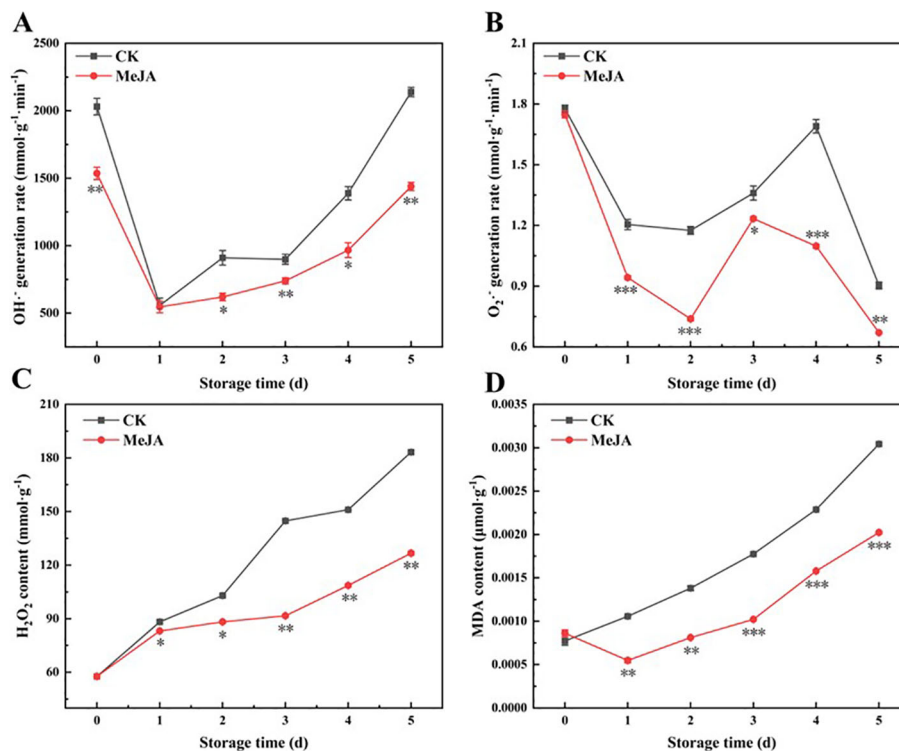 A
OH·⁻ generation rate (mmol·g⁻¹·min⁻¹)
2500
2000
1500
1000
500
CK
MeJA
**
*
**
*
**
0 1 2 3 4 5
Storage time (d)
B
O₂·⁻ generation rate (nmol·g⁻¹·min⁻¹)
2.1
1.8
1.5
1.2
0.9
0.6
CK
MeJA
***
***
*
***
**
0 1 2 3 4 5
Storage time (d)
C
H₂O₂ content (mmol·g⁻¹)
210
180
150
120
90
60
CK
MeJA
*
*
**
**
**
0 1 2 3 4 5
Storage time (d)
D
MDA content (μmol·g⁻¹)
0.0035
0.0030
0.0025
0.0020
0.0015
0.0010
0.0005
0.0000
CK
MeJA
**
**
***
***
***
0 1 2 3 4 5
Storage time (d)